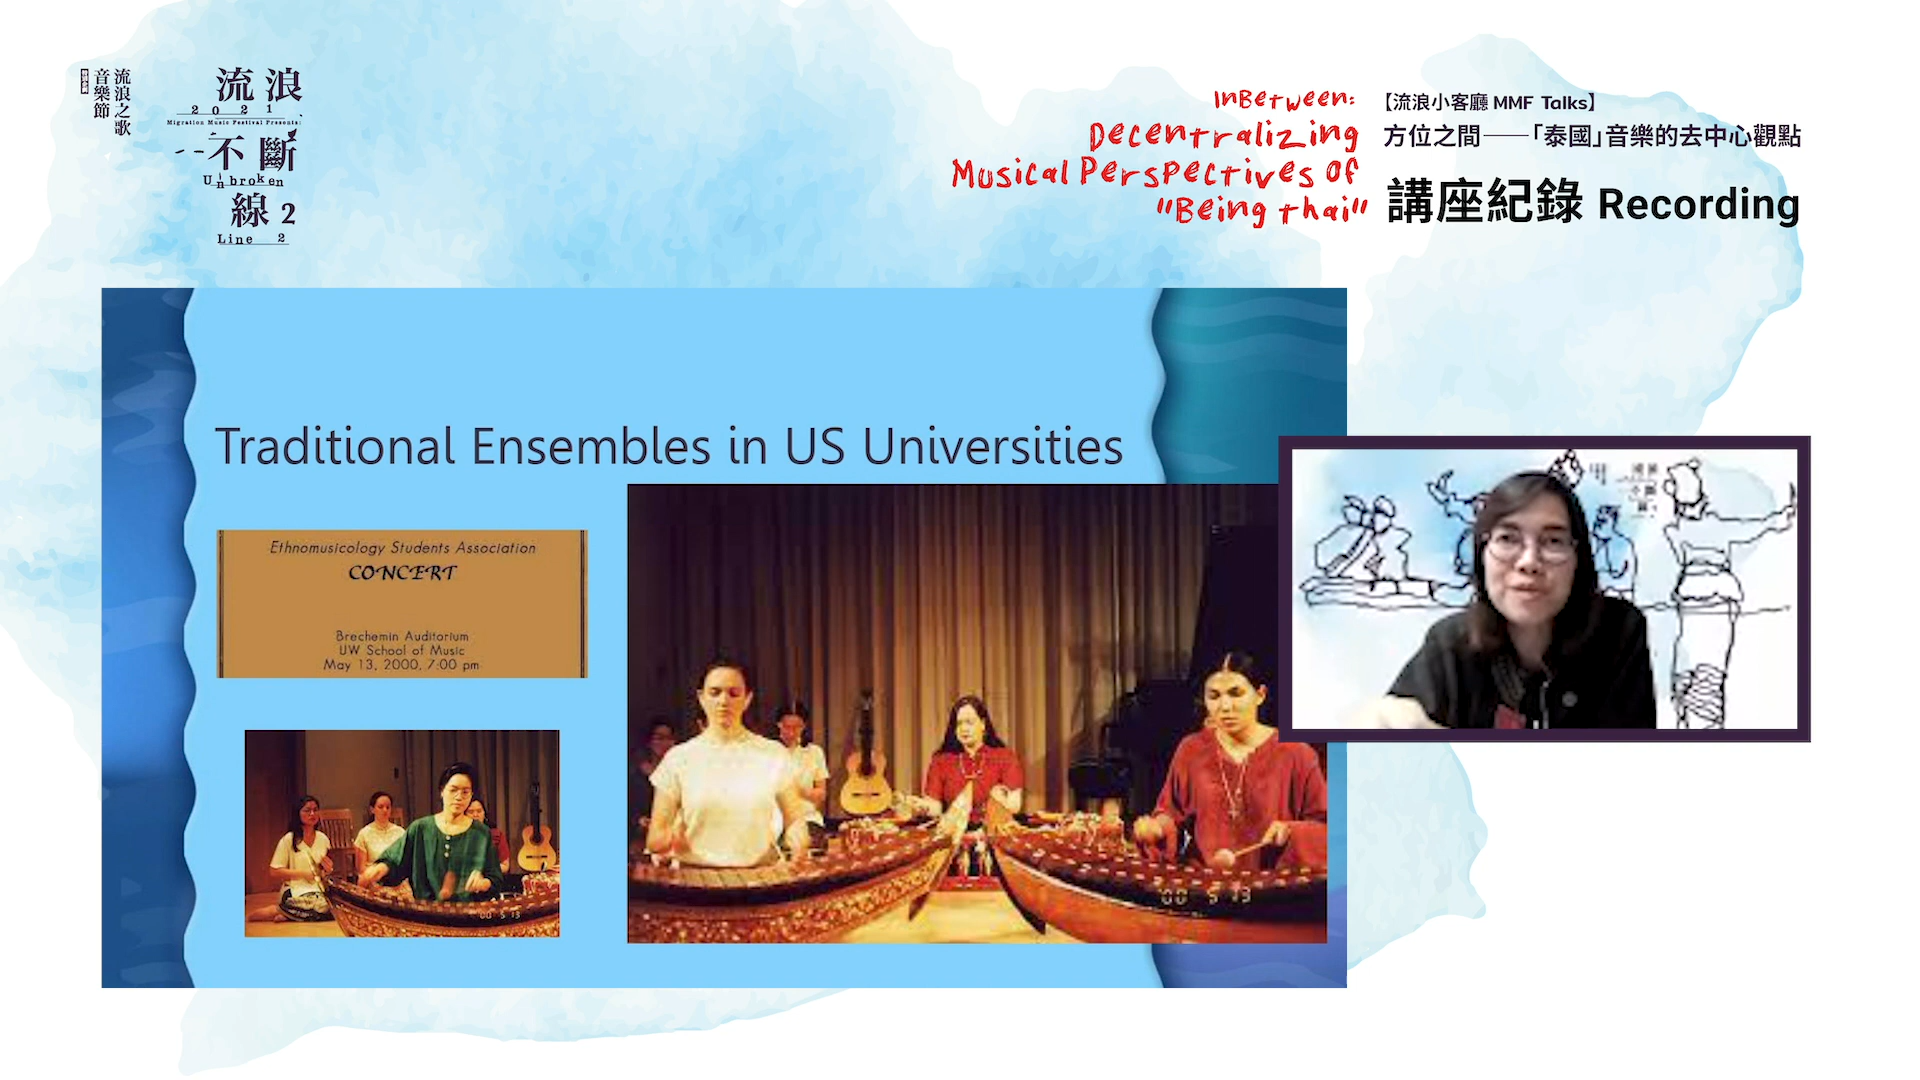 流浪之歌
音樂節
流浪
2021
Migration Music Festival Presents:
不斷
Unbroken
線 2
Line 2
InBetween:
Decentralizing
Musical Perspectives of
"Being thai"
【流浪小客廳 MMF Talks】
方位之間——「泰國」音樂的去中心觀點
講座紀錄 Recording
Traditional Ensembles in US Universities
Ethnomusicology Students Association
CONCERT
Brechemin Auditorium
UW School of Music
May 13, 2000, 7:00 pm
'00 5 13
'00 5 13